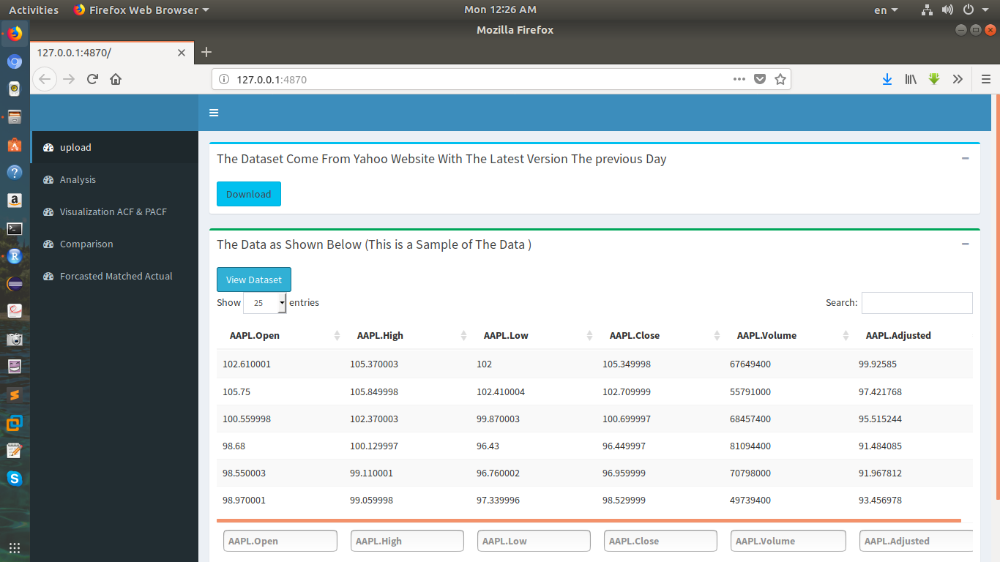 Activities Firefox Web Browser Mon 12:26 AM en
Mozilla Firefox
127.0.0.1:4870/
127.0.0.1:4870
upload
Analysis
Visualization ACF & PACF
Comparison
Forcasted Matched Actual
The Dataset Come From Yahoo Website With The Latest Version The previous Day
Download
The Data as Shown Below (This is a Sample of The Data )
View Dataset
Show 25 entries Search:
AAPL.Open AAPL.High AAPL.Low AAPL.Close AAPL.Volume AAPL.Adjusted
102.610001 105.370003 102 105.349998 67649400 99.92585
105.75 105.849998 102.410004 102.709999 55791000 97.421768
100.559998 102.370003 99.870003 100.699997 68457400 95.515244
98.68 100.129997 96.43 96.449997 81094400 91.484085
98.550003 99.110001 96.760002 96.959999 70798000 91.967812
98.970001 99.059998 97.339996 98.529999 49739400 93.456978
AAPL.Open AAPL.High AAPL.Low AAPL.Close AAPL.Volume AAPL.Adjusted